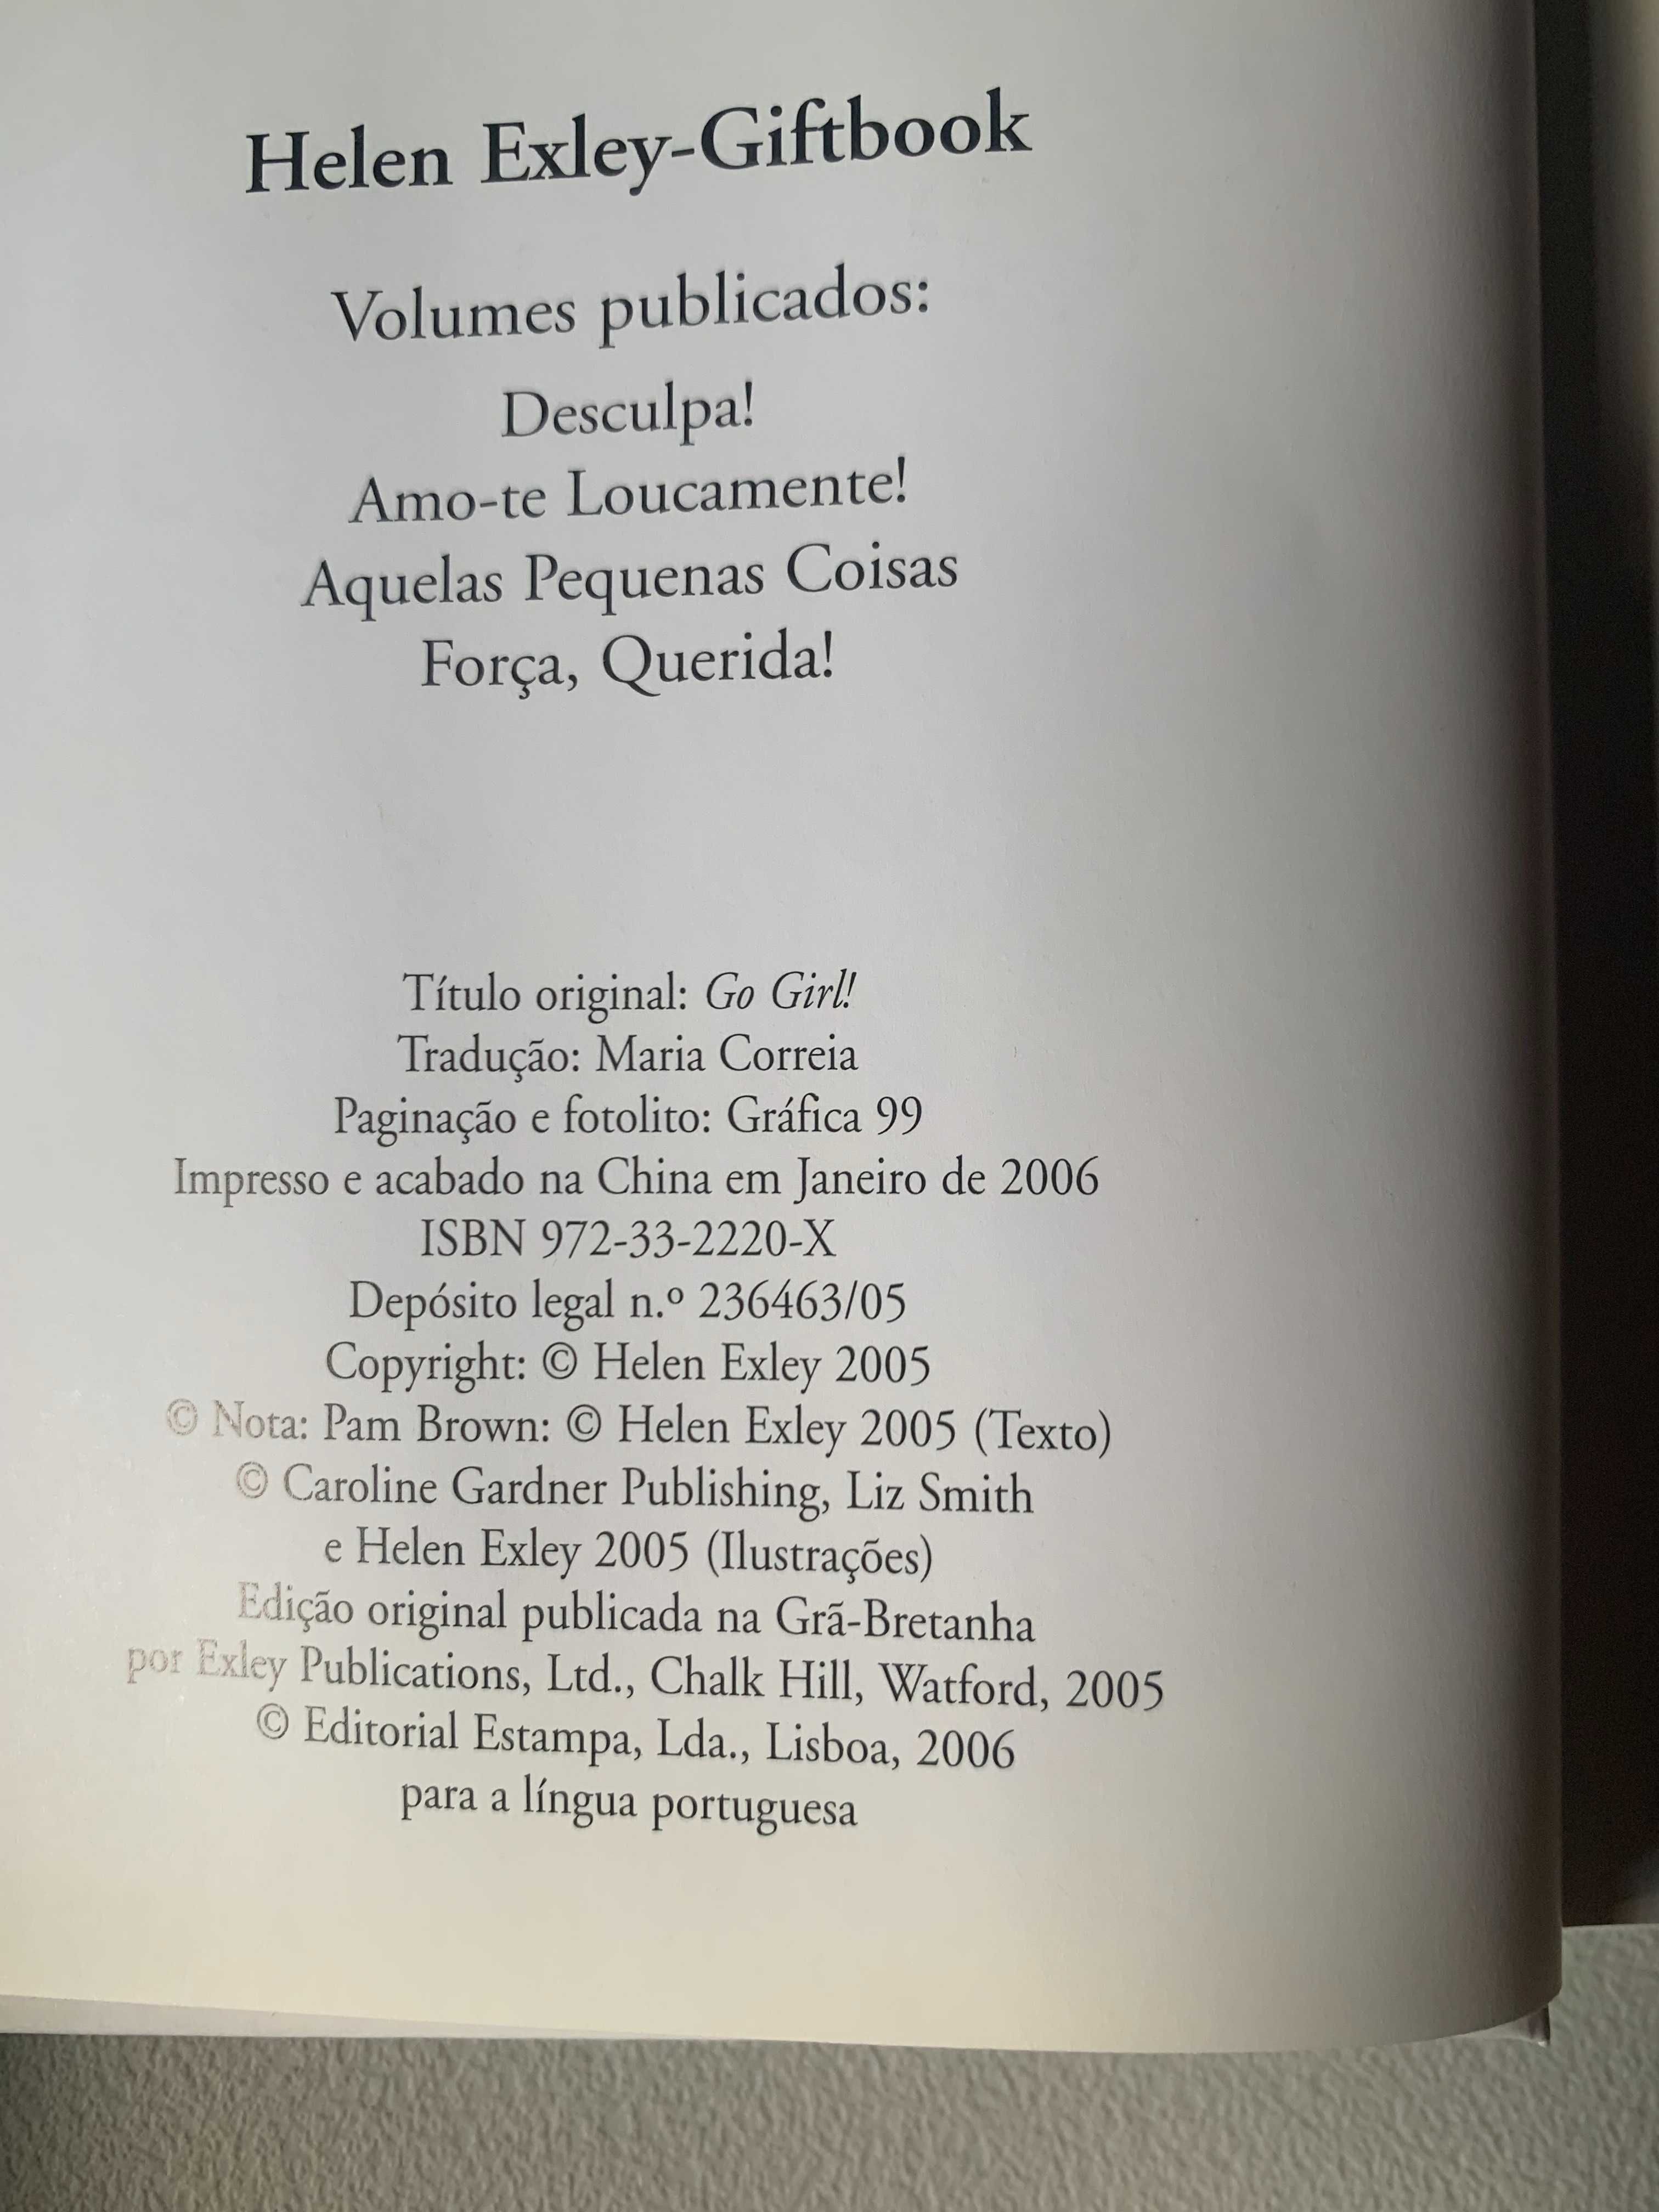 Helen Exley-Giftbook
Volumes publicados:
Desculpa!
Amo-te Loucamente!
Aquelas Pequenas Coisas
Força, Querida!
Título original: Go Girl!
Tradução: Maria Correia
Paginação e fotolito: Gráfica 99
Impresso e acabado na China em Janeiro de 2006
ISBN 972-33-2220-X
Depósito legal n.º 236463/05
Copyright: © Helen Exley 2005
© Nota: Pam Brown: © Helen Exley 2005 (Texto)
© Caroline Gardner Publishing, Liz Smith
e Helen Exley 2005 (Ilustrações)
Edição original publicada na Grã-Bretanha
por Exley Publications, Ltd., Chalk Hill, Watford, 2005
© Editorial Estampa, Lda., Lisboa, 2006
para a língua portuguesa